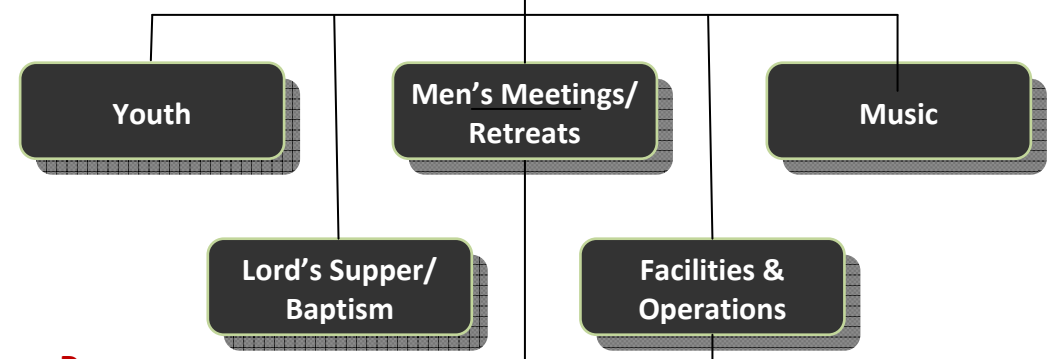 Youth
Men's Meetings/
Retreats
Music
Lord's Supper/
Baptism
Facilities &
Operations